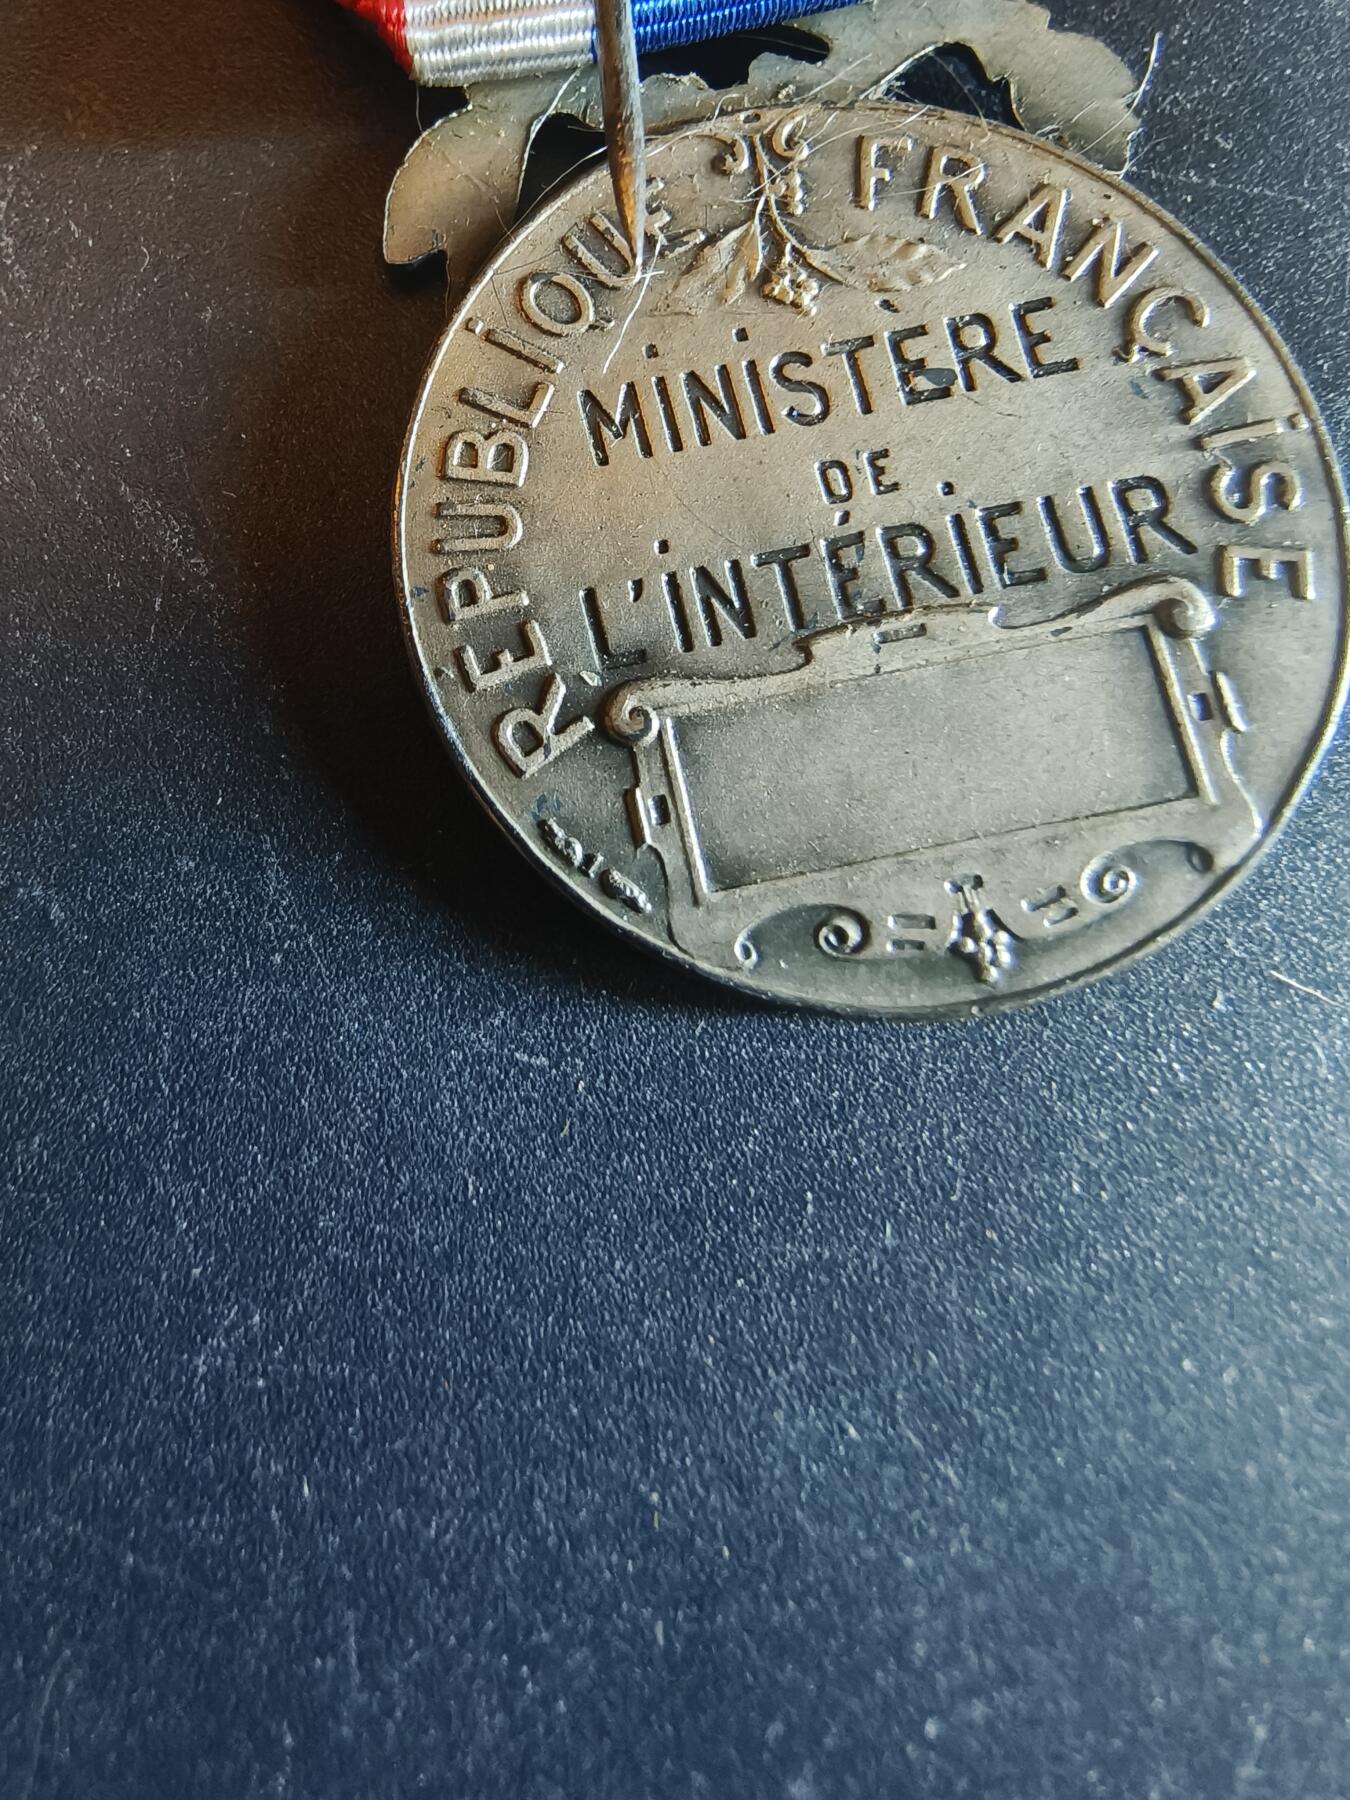 RÉPUBLIQUE FRANÇAISE
MINISTÈRE
DE
L'INTÉRIEUR